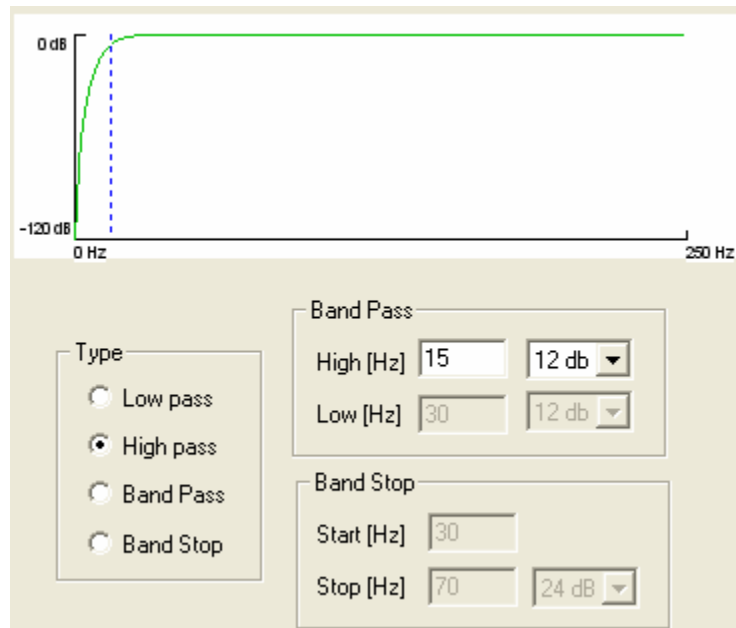 0 dB
-120 dB
0 Hz
250 Hz
Type
Low pass
High pass
Band Pass
Band Stop
Band Pass
High [Hz] 15 12 db
Low [Hz] 30 12 db
Band Stop
Start [Hz] 30
Stop [Hz] 70 24 dB